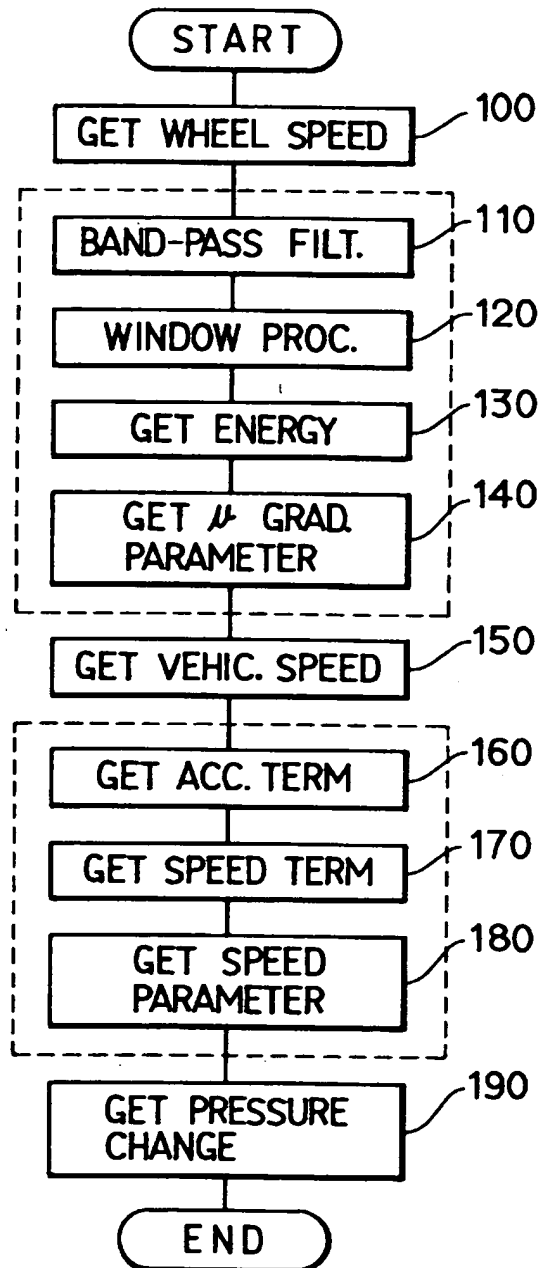 START
GET WHEEL SPEED
100
BAND-PASS FILT.
110
WINDOW PROC.
120
GET ENERGY
130
GET μ GRAD.
PARAMETER
140
GET VEHIC. SPEED
150
GET ACC. TERM
160
GET SPEED TERM
170
GET SPEED
PARAMETER
180
GET PRESSURE
CHANGE
190
END